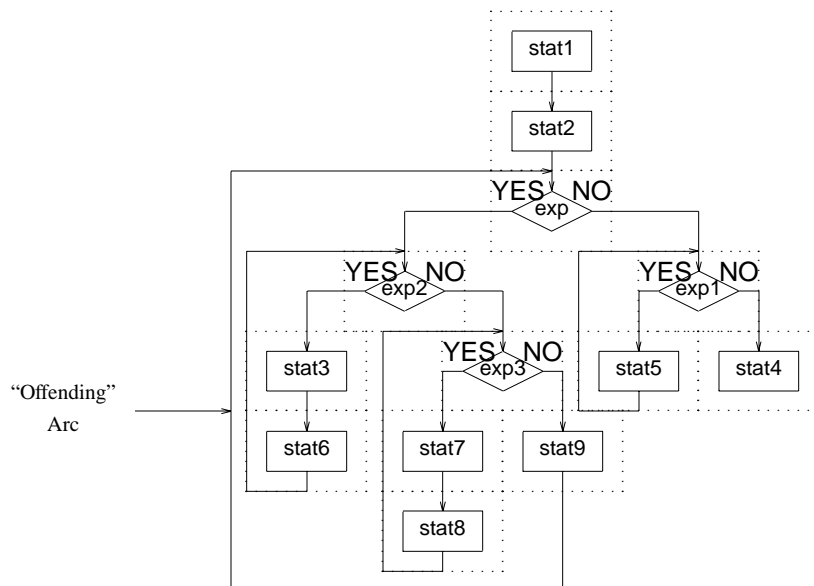 stat1
stat2
YES NO
exp
YES NO
exp2
YES NO
exp1
YES NO
exp3
stat3
stat5
stat4
“Offending”
Arc
stat6
stat7
stat9
stat8